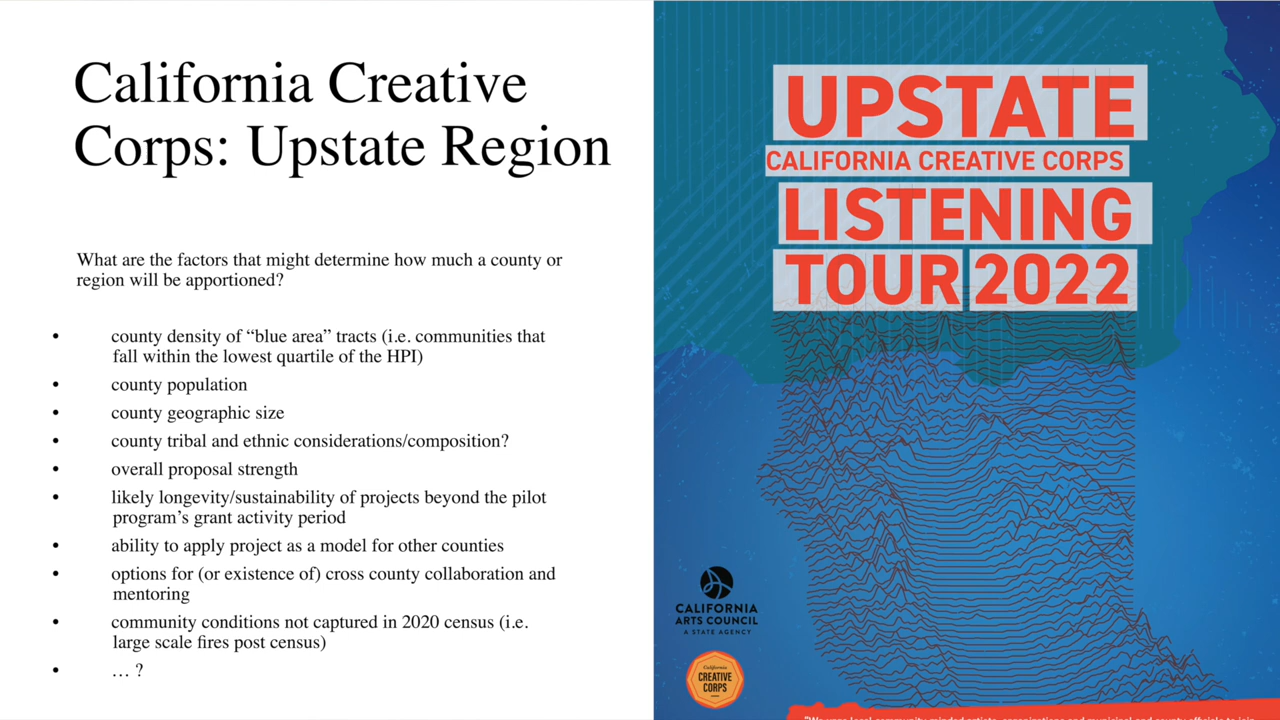 California Creative
Corps: Upstate Region
What are the factors that might determine how much a county or
region will be apportioned?
• county density of “blue area” tracts (i.e. communities that
fall within the lowest quartile of the HPI)
• county population
• county geographic size
• county tribal and ethnic considerations/composition?
• overall proposal strength
• likely longevity/sustainability of projects beyond the pilot
program’s grant activity period
• ability to apply project as a model for other counties
• options for (or existence of) cross county collaboration and
mentoring
• community conditions not captured in 2020 census (i.e.
large scale fires post census)
• … ?
UPSTATE
CALIFORNIA CREATIVE CORPS
LISTENING
TOUR 2022
CALIFORNIA
ARTS COUNCIL
A STATE AGENCY
California
CREATIVE
CORPS